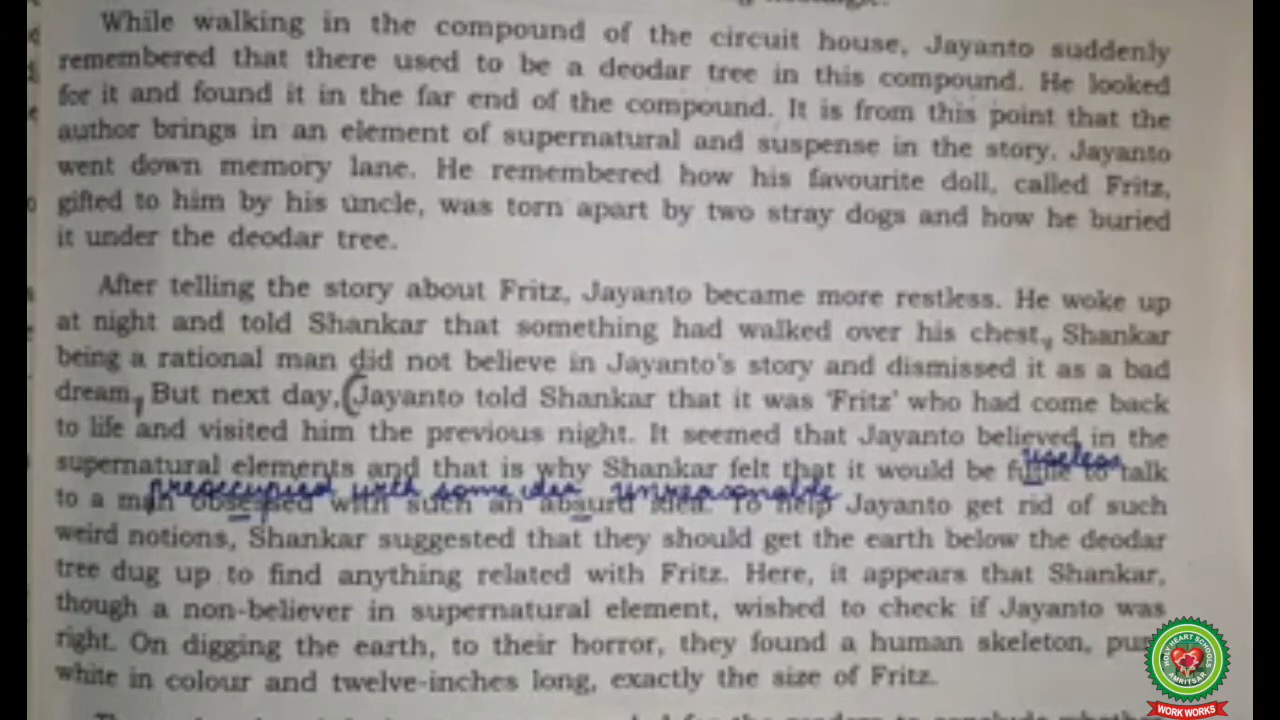 While walking in the compound of the circuit house, Jayanto suddenly
remembered that there used to be a deodar tree in this compound. He looked
for it and found it in the far end of the compound. It is from this point that the
author brings in an element of supernatural and suspense in the story. Jayanto
went down memory lane. He remembered how his favourite doll, called Fritz,
gifted to him by his uncle, was torn apart by two stray dogs and how he buried
it under the deodar tree.
After telling the story about Fritz, Jayanto became more restless. He woke up
at night and told Shankar that something had walked over his chest, Shankar
being a rational man did not believe in Jayanto's story and dismissed it as a bad
dream, But next day, (Jayanto told Shankar that it was 'Fritz' who had come back
to life and visited him the previous night. It seemed that Jayanto believed in the
useless
supernatural elements and that is why Shankar felt that it would be futile to talk
preoccupied with some idea unreasonable
to a man obsessed with such an absurd idea. To help Jayanto get rid of such
weird notions, Shankar suggested that they should get the earth below the deodar
tree dug up to find anything related with Fritz. Here, it appears that Shankar,
though a non-believer in supernatural element, wished to check if Jayanto was
right. On digging the earth, to their horror, they found a human skeleton,
white in colour and twelve-inches long, exactly the size of Fritz.
HOLY HEART SCHOOLS
AMRITSAR
WORK WORKS